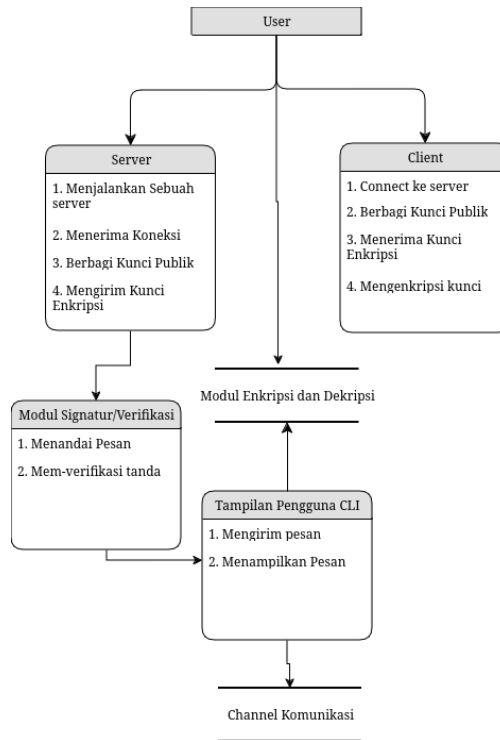 User
Server
1. Menjalankan Sebuah
server
2. Menerima Koneksi
3. Berbagi Kunci Publik
4. Mengirim Kunci
Enkripsi
Client
1. Connect ke server
2. Berbagi Kunci Publik
3. Menerima Kunci
Enkripsi
4. Mengenkripsi kunci
Modul Enkripsi dan Dekripsi
Modul Signatur/Verifikasi
1. Menandai Pesan
2. Mem-verifikasi tanda
Tampilan Pengguna CLI
1. Mengirim pesan
2. Menampilkan Pesan
Channel Komunikasi